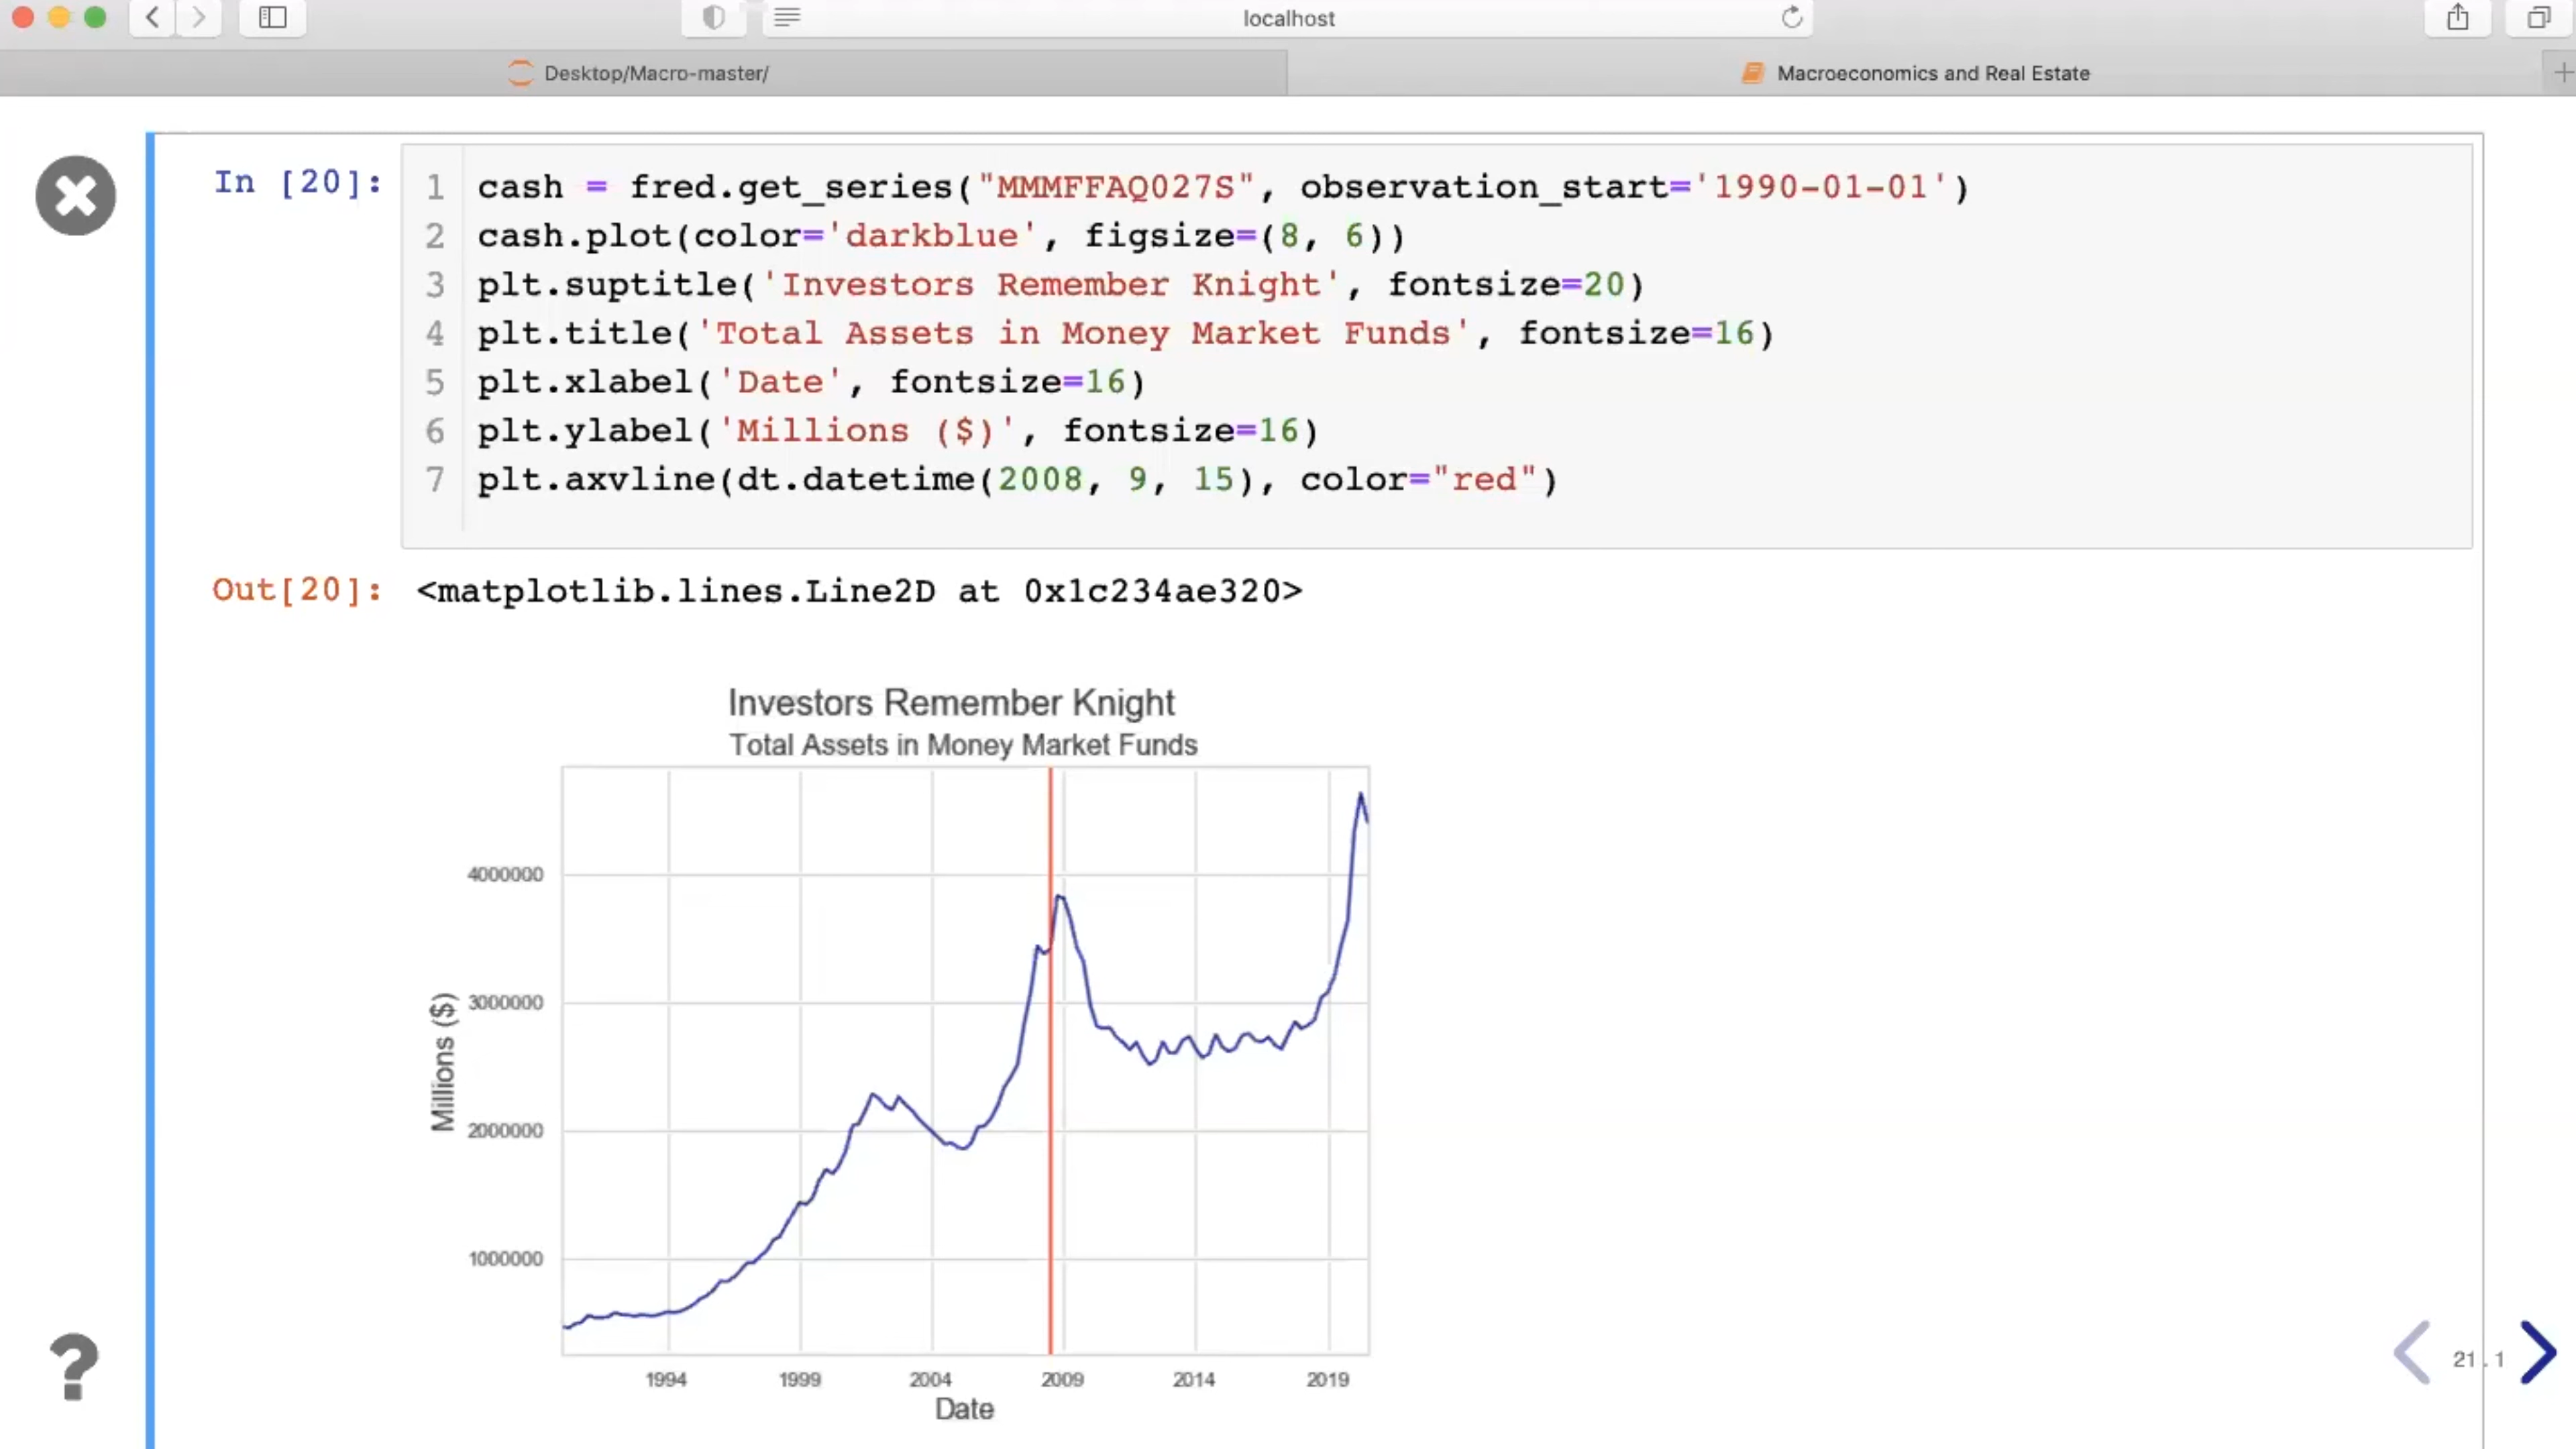 localhost
Desktop/Macro-master/
Macroeconomics and Real Estate
In [20]:
1 cash = fred.get_series("MMMFFAQ027S", observation_start='1990-01-01')
2 cash.plot(color='darkblue', figsize=(8, 6))
3 plt.suptitle('Investors Remember Knight', fontsize=20)
4 plt.title('Total Assets in Money Market Funds', fontsize=16)
5 plt.xlabel('Date', fontsize=16)
6 plt.ylabel('Millions ($)', fontsize=16)
7 plt.axvline(dt.datetime(2008, 9, 15), color="red")
Out[20]: <matplotlib.lines.Line2D at 0x1c234ae320>
Investors Remember Knight
Total Assets in Money Market Funds
4000000
3000000
2000000
1000000
Millions ($)
1994 1999 2004 2009 2014 2019
Date
21.1